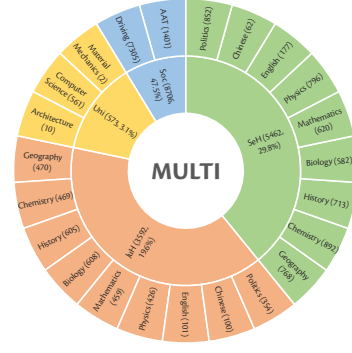 MULTI
SeH (5462,
29.8%)
Politics (852)
Chinese (62)
English (177)
Physics (796)
Mathematics
(620)
Biology (582)
History (713)
Chemistry (892)
Geography
(768)
JuH (3592,
19.6%)
Politics (354)
Chinese (100)
English (101)
Physics (426)
Mathematics
(459)
Biology (608)
History (605)
Chemistry (469)
Geography
(470)
Uni (573, 3.1%)
Architecture
(10)
Computer
Science (561)
Material
Mechanics (2)
Soc (8706,
47.5%)
Driving (7305)
AAT (1401)